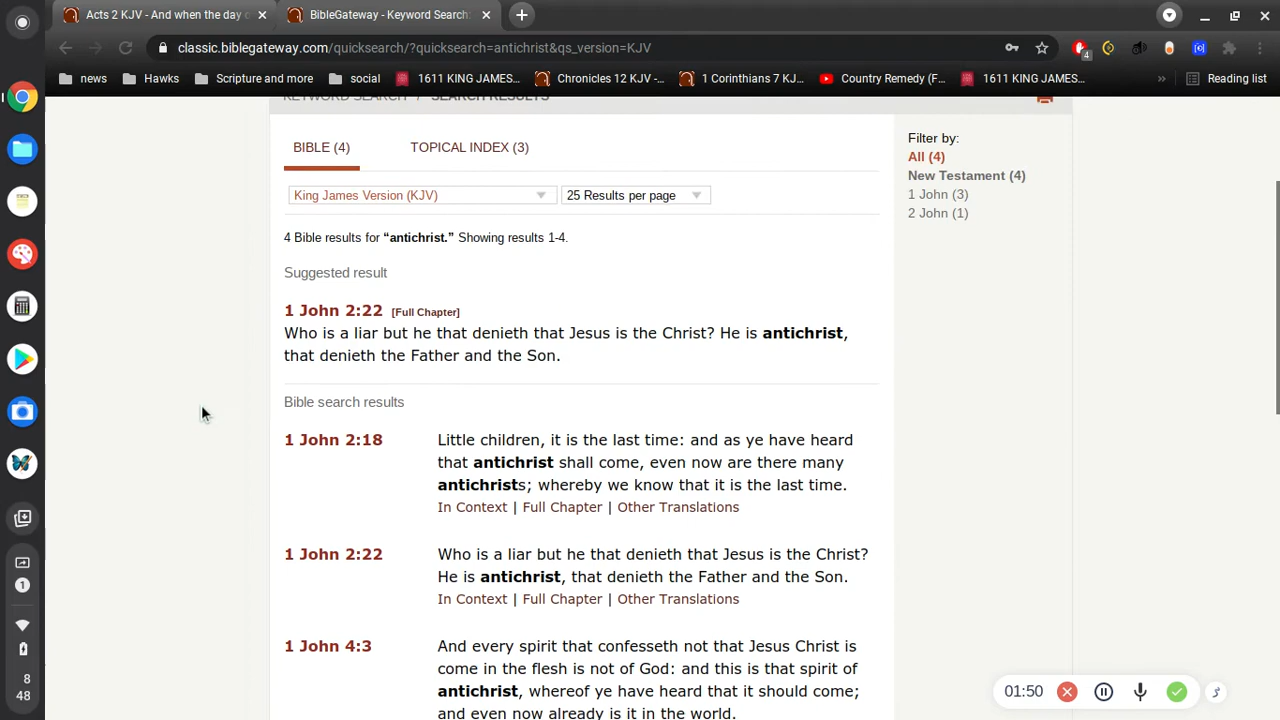 Acts 2 KJV - And when the day o
BibleGateway - Keyword Search:
classic.biblegateway.com/quicksearch/?quicksearch=antichrist&qs_version=KJV
4
news
Hawks
Scripture and more
social
1611 KING JAMES...
Chronicles 12 KJV -...
1 Corinthians 7 KJ...
Country Remedy (F...
1611 KING JAMES...
»
Reading list
KEYWORD SEARCH / SEARCH RESULTS
BIBLE (4)
TOPICAL INDEX (3)
King James Version (KJV)
25 Results per page
4 Bible results for “antichrist.” Showing results 1-4.
Suggested result
1 John 2:22 [Full Chapter]
Who is a liar but he that denieth that Jesus is the Christ? He is antichrist,
that denieth the Father and the Son.
Bible search results
1 John 2:18
Little children, it is the last time: and as ye have heard
that antichrist shall come, even now are there many
antichrists; whereby we know that it is the last time.
In Context | Full Chapter | Other Translations
1 John 2:22
Who is a liar but he that denieth that Jesus is the Christ?
He is antichrist, that denieth the Father and the Son.
In Context | Full Chapter | Other Translations
1 John 4:3
And every spirit that confesseth not that Jesus Christ is
come in the flesh is not of God: and this is that spirit of
antichrist, whereof ye have heard that it should come;
and even now already is it in the world.
Filter by:
All (4)
New Testament (4)
1 John (3)
2 John (1)
1
8
48
01:50